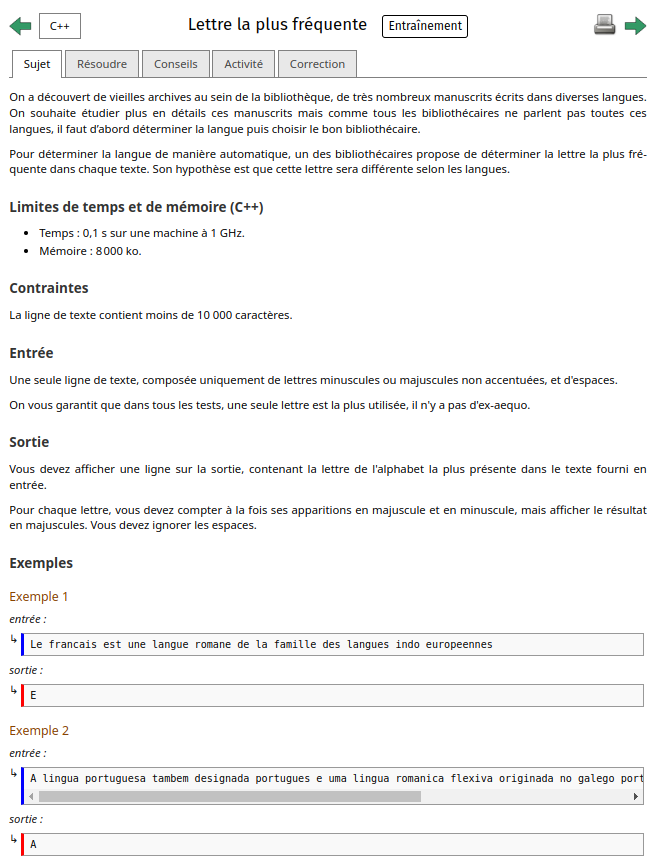 C++
Lettre la plus fréquente
Entraînement
Sujet
Résoudre
Conseils
Activité
Correction
On a découvert de vieilles archives au sein de la bibliothèque, de très nombreux manuscrits écrits dans diverses langues.
On souhaite étudier plus en détails ces manuscrits mais comme tous les bibliothécaires ne parlent pas toutes ces
langues, il faut d'abord déterminer la langue puis choisir le bon bibliothécaire.
Pour déterminer la langue de manière automatique, un des bibliothécaires propose de déterminer la lettre la plus fré-
quente dans chaque texte. Son hypothèse est que cette lettre sera différente selon les langues.
Limites de temps et de mémoire (C++)
• Temps : 0,1 s sur une machine à 1 GHz.
• Mémoire : 8 000 ko.
Contraintes
La ligne de texte contient moins de 10 000 caractères.
Entrée
Une seule ligne de texte, composée uniquement de lettres minuscules ou majuscules non accentuées, et d'espaces.
On vous garantit que dans tous les tests, une seule lettre est la plus utilisée, il n'y a pas d'ex-aequo.
Sortie
Vous devez afficher une ligne sur la sortie, contenant la lettre de l'alphabet la plus présente dans le texte fourni en
entrée.
Pour chaque lettre, vous devez compter à la fois ses apparitions en majuscule et en minuscule, mais afficher le résultat
en majuscules. Vous devez ignorer les espaces.
Exemples
Exemple 1
entrée :
Le francais est une langue romane de la famille des langues indo europeennes
sortie :
E
Exemple 2
entrée :
A lingua portuguesa tambem designada portugues e uma lingua romanica flexiva originada no galego port
sortie :
A